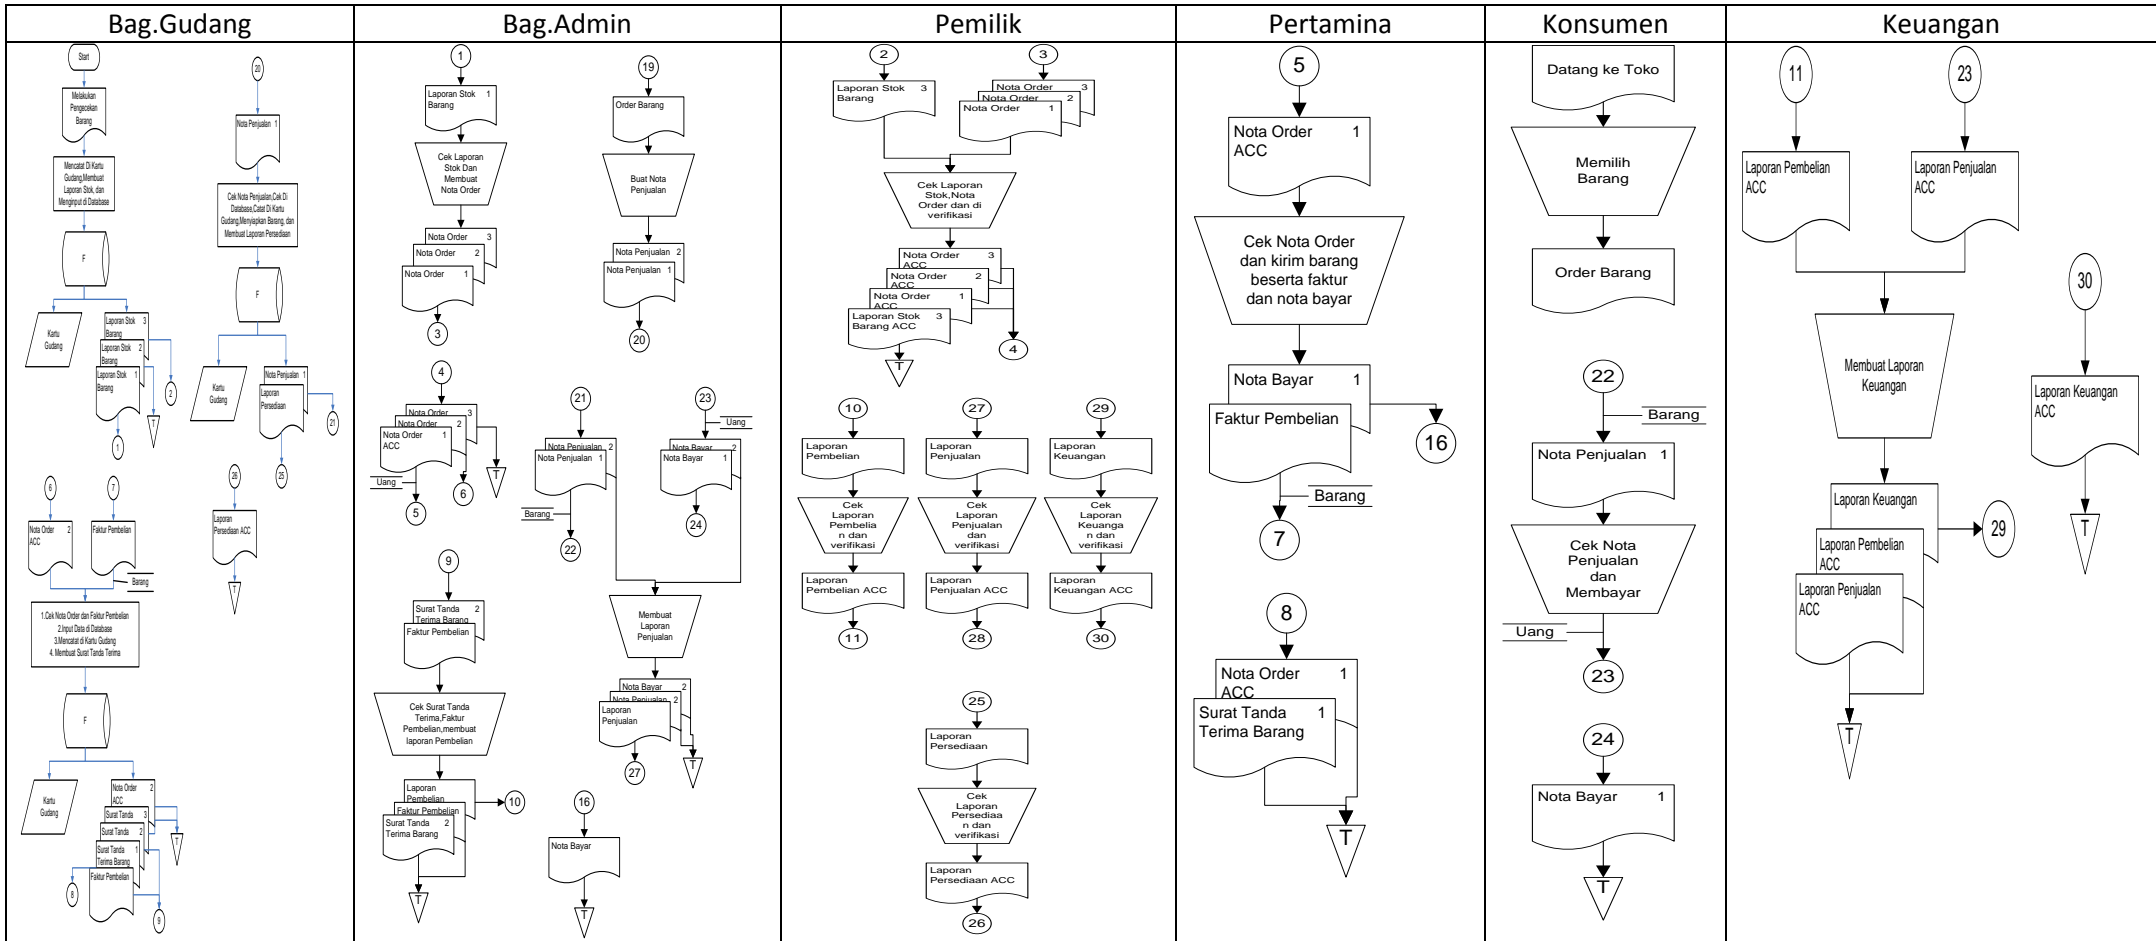 Bag.Gudang
Bag.Admin
Pemilik
Pertamina
Konsumen
Keuangan
Start
Melakukan
Pengecekan
Barang
Mencatat Di Kartu
Gudang,Membuat
Laporan Stok, dan
Menginput di Database
F
Kartu
Gudang
Laporan Stok 3
Barang
Laporan Stok 2
Barang
Laporan Stok 1
Barang
T
2
1
20
Nota Penjualan 1
Cek Nota Penjualan,Cek Di
Database,Catat Di Kartu
Gudang,Menyiapkan Barang, dan
Membuat Laporan Persediaan
F
Kartu
Gudang
Nota Penjualan 1
Laporan
Persediaan
21
25
6
7
Nota Order 2
ACC
Faktur Pembelian
Barang
1.Cek Nota Order dan Faktur Pembelian
2.Input Data di Database
3.Mencatat di Kartu Gudang
4. Membuat Surat Tanda Terima
F
Kartu
Gudang
Nota Order 2
ACC
Surat Tanda 3
Surat Tanda 2
Surat Tanda 1
Terima Barang
Faktur Pembelian
T
8
9
26
Laporan
Persediaan ACC
T
1
Laporan Stok 1
Barang
Cek Laporan
Stok Dan
Membuat
Nota Order
Nota Order 3
Nota Order 2
Nota Order 1
3
19
Order Barang
Buat Nota
Penjualan
Nota Penjualan 2
Nota Penjualan 1
20
4
Nota Order 3
Nota Order 2
Nota Order 1
ACC
Uang
T
5
6
21
Nota Penjualan 2
Nota Penjualan 1
Barang
22
23
Uang
Nota Bayar 2
Nota Bayar 1
24
9
Surat Tanda 2
Terima Barang
Faktur Pembelian
Cek Surat Tanda
Terima,Faktur
Pembelian,membuat
laporan Pembelian
Laporan
Pembelian
Faktur Pembelian
Surat Tanda 2
Terima Barang
10
T
Membuat
Laporan
Penjualan
Nota Bayar 2
Nota Penjualan 2
Laporan
Penjualan
27
T
16
Nota Bayar
T
2
3
Laporan Stok 3
Barang
Nota Order 3
Nota Order 2
Nota Order 1
Cek Laporan
Stok,Nota
Order dan di
verifikasi
Nota Order 3
ACC
Nota Order 2
ACC
Nota Order 1
ACC
Laporan Stok 3
Barang ACC
T
4
10
Laporan
Pembelian
Cek
Laporan
Pembelia
n dan
verifikasi
Laporan
Pembelian ACC
11
27
Laporan
Penjualan
Cek
Laporan
Penjualan
dan
verifikasi
Laporan
Penjualan ACC
28
29
Laporan
Keuangan
Cek
Laporan
Keuanga
n dan
verifikasi
Laporan
Keuangan ACC
30
25
Laporan
Persediaan
Cek
Laporan
Persediaa
n dan
verifikasi
Laporan
Persediaan ACC
26
5
Nota Order 1
ACC
Cek Nota Order
dan kirim barang
beserta faktur
dan nota bayar
Nota Bayar 1
Faktur Pembelian
16
Barang
7
8
Nota Order 1
ACC
Surat Tanda 1
Terima Barang
T
Datang ke Toko
Memilih
Barang
Order Barang
22
Barang
Nota Penjualan 1
Cek Nota
Penjualan
dan
Membayar
Uang
23
24
Nota Bayar 1
T
11
23
Laporan Pembelian
ACC
Laporan Penjualan
ACC
Membuat Laporan
Keuangan
Laporan Keuangan
Laporan Pembelian
ACC
Laporan Penjualan
ACC
29
T
30
Laporan Keuangan
ACC
T